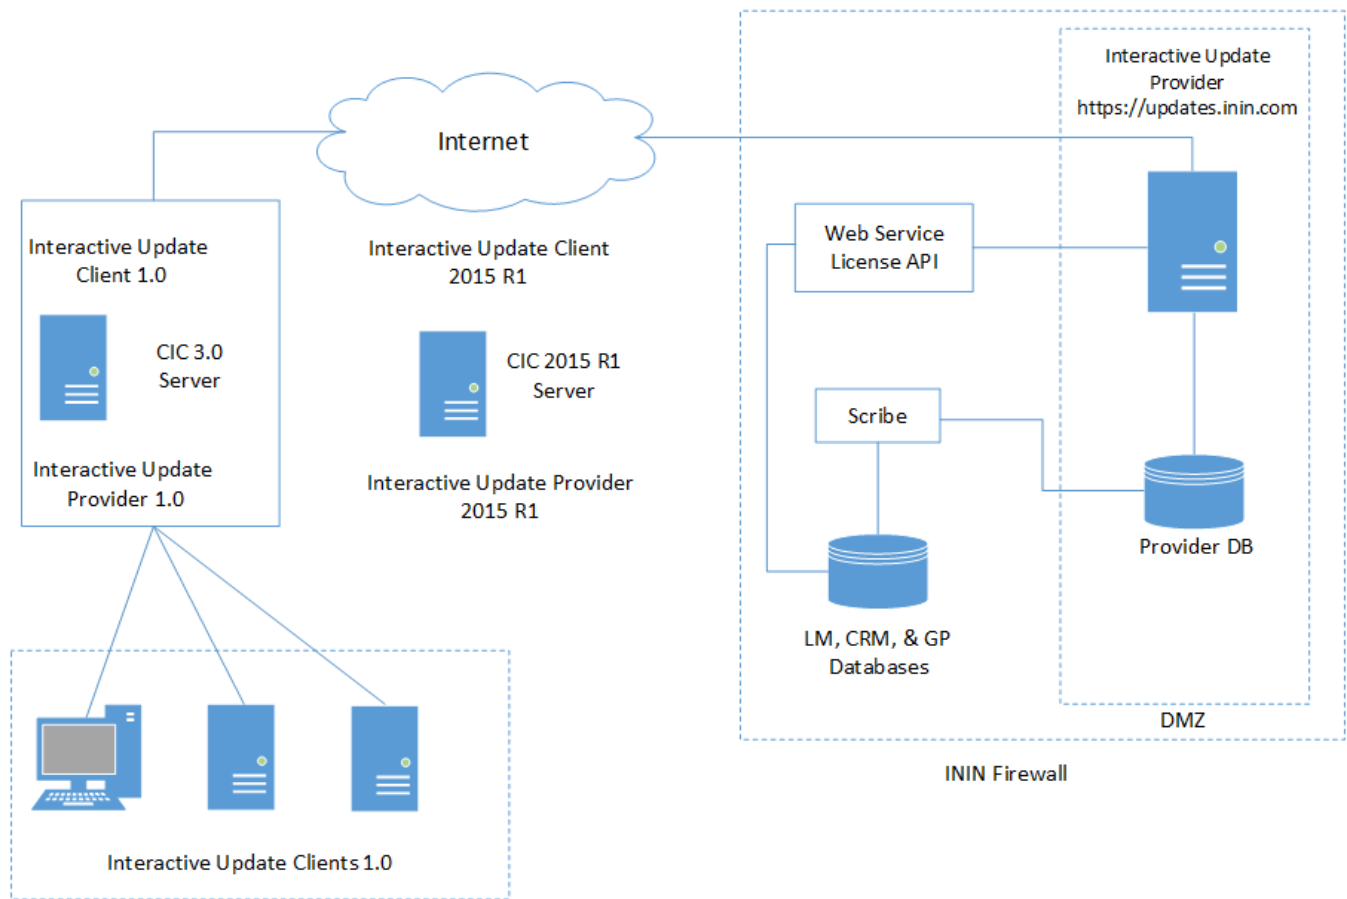 Interactive Update
Provider
https://updates.inin.com
Internet
Interactive Update
Client 1.0
CIC 3.0
Server
Interactive Update
Provider 1.0
Interactive Update Client
2015 R1
CIC 2015 R1
Server
Interactive Update Provider
2015 R1
Web Service
License API
Scribe
Provider DB
LM, CRM, & GP
Databases
DMZ
ININ Firewall
Interactive Update Clients 1.0